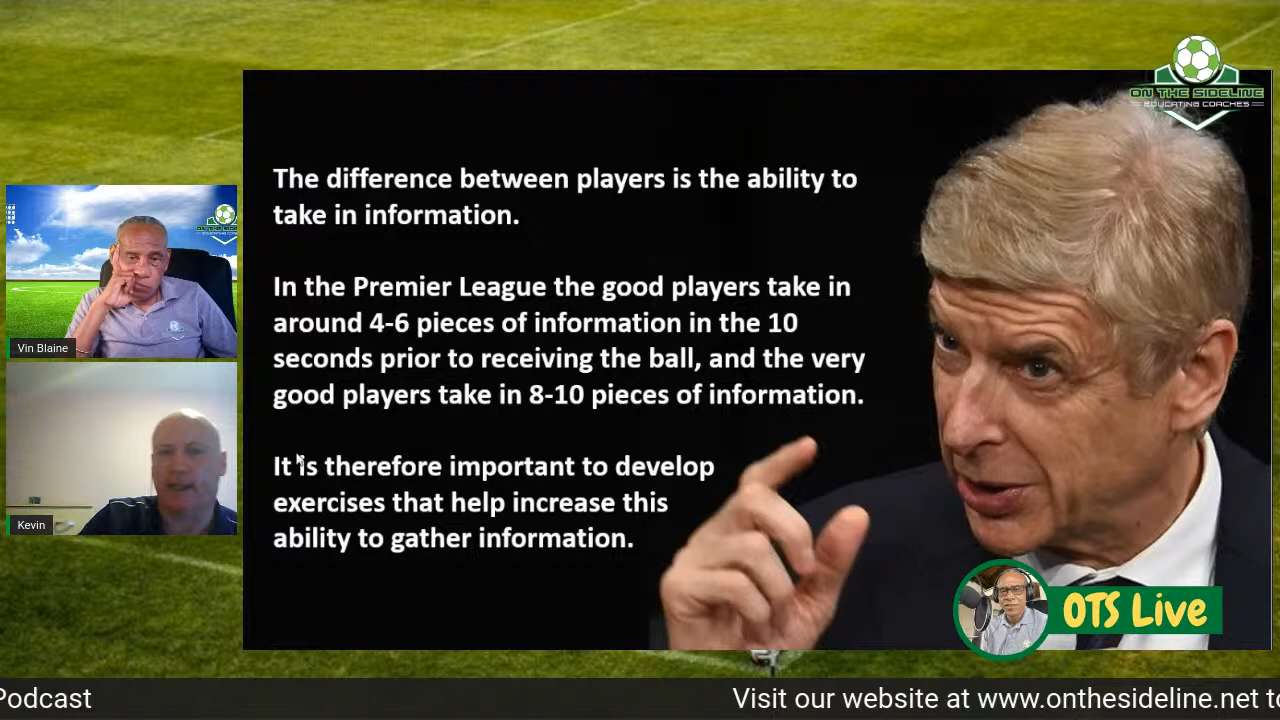 ON THE SIDELINE
EDUCATING COACHES
The difference between players is the ability to
take in information.
In the Premier League the good players take in
around 4-6 pieces of information in the 10
seconds prior to receiving the ball, and the very
good players take in 8-10 pieces of information.
It is therefore important to develop
exercises that help increase this
ability to gather information.
Vin Blaine
Kevin
OTS Live
Podcast
Visit our website at www.onthesideline.net to